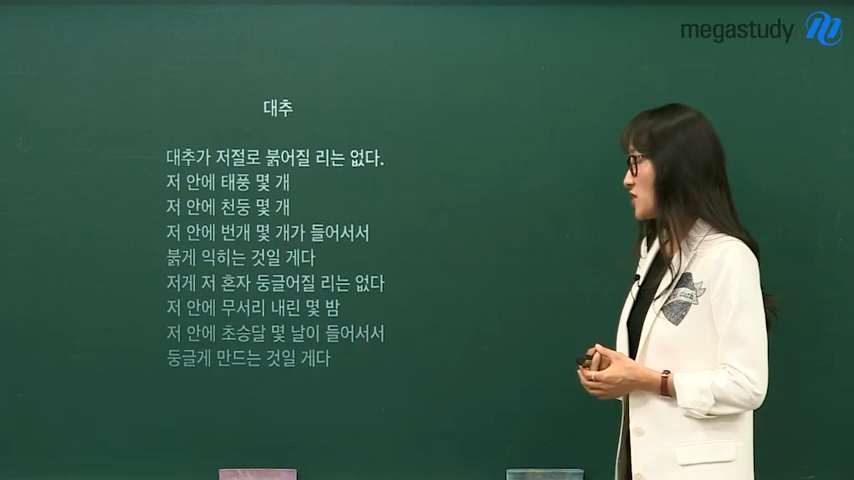 megastudy
대추
대추가 저절로 붉어질 리는 없다.
저 안에 태풍 몇 개
저 안에 천둥 몇 개
저 안에 번개 몇 개가 들어서서
붉게 익히는 것일 게다
저게 저 혼자 둥글어질 리는 없다
저 안에 무서리 내린 몇 밤
저 안에 초승달 몇 날이 들어서서
둥글게 만드는 것일 게다